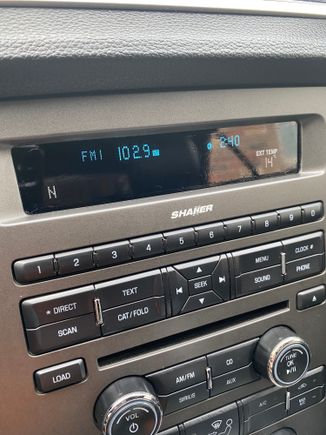 FM1 102.9 2:40
EXT TEMP
14°
N
SHAKER
1 2 3 4 5 6 7 8 9 0
DIRECT TEXT SEEK MENU CLOCK
SCAN CAT/FOLD SOUND PHONE
LOAD AM/FM CD TUNE
SIRIUS AUX OK
VOL A/C